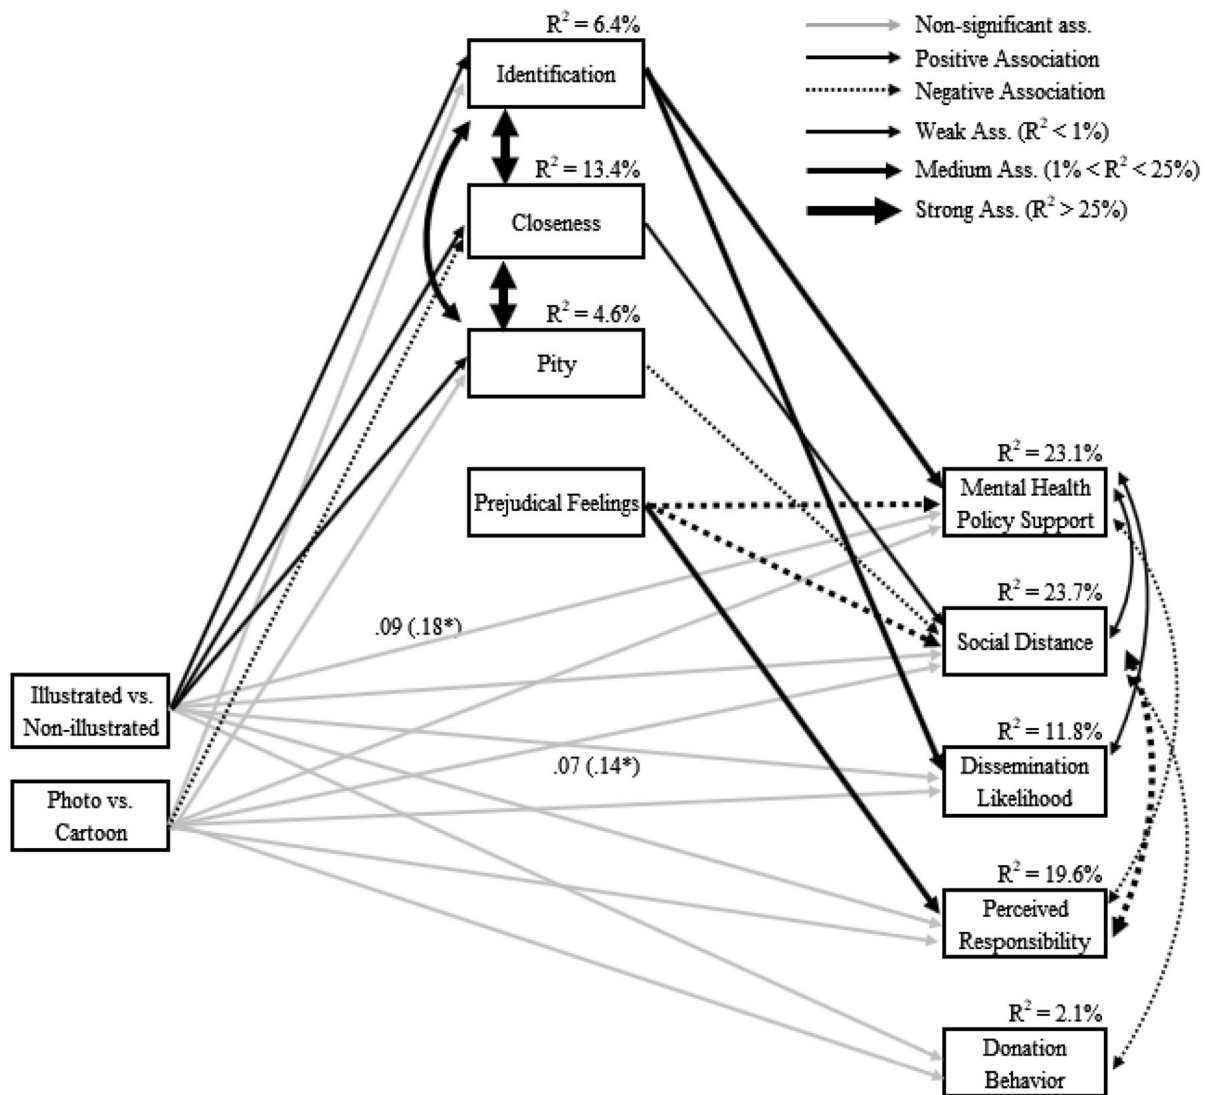 R² = 6.4%
Identification
R² = 13.4%
Closeness
R² = 4.6%
Pity
Prejudical Feelings
Non-significant ass.
Positive Association
Negative Association
Weak Ass. (R² < 1%)
Medium Ass. (1% < R² < 25%)
Strong Ass. (R² > 25%)
R² = 23.1%
Mental Health
Policy Support
R² = 23.7%
Social Distance
R² = 11.8%
Dissemination
Likelihood
R² = 19.6%
Perceived
Responsibility
R² = 2.1%
Donation
Behavior
.09 (.18*)
.07 (.14*)
Illustrated vs.
Non-illustrated
Photo vs.
Cartoon